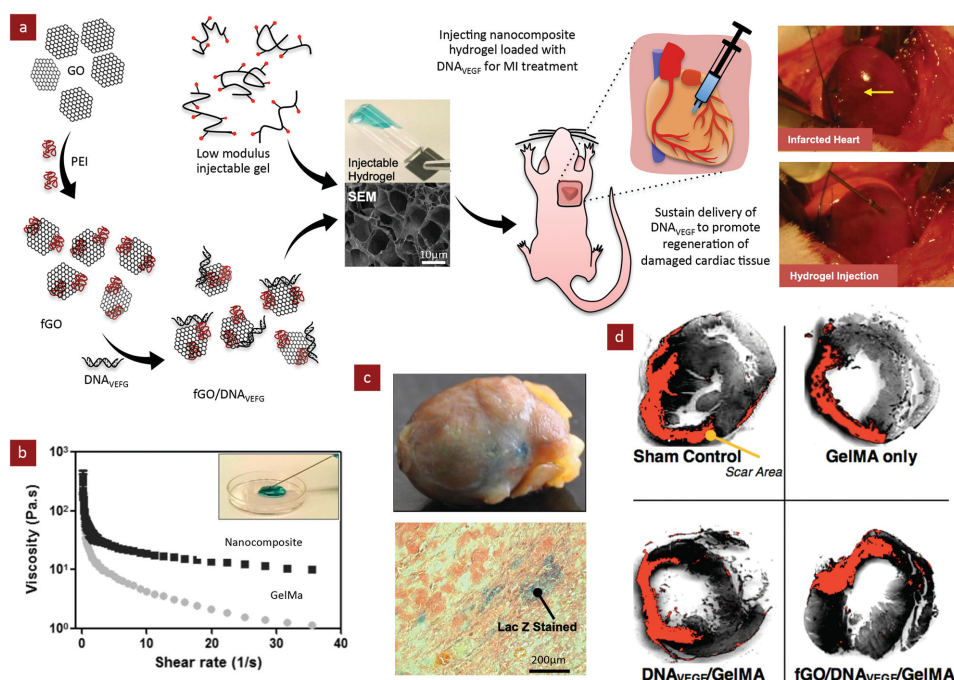 a
GO
PEI
fGO
DNAVEFG
fGO/DNAVEFG
Low modulus
injectable gel
Injectable
Hydrogel
SEM
10μm
Injecting nanocomposite
hydrogel loaded with
DNAVEGF for MI treatment
Sustain delivery of
DNAVEGF to promote
regeneration of
damaged cardiac tissue
Infarcted Heart
Hydrogel Injection
b
Viscosity (Pa.s)
10³
10²
10¹
10⁰
Nanocomposite
GelMa
0
10
20
30
40
Shear rate (1/s)
c
Lac Z Stained
200μm
d
Sham Control
Scar Area
GelMA only
DNAVEGF/GelMA
fGO/DNAVEGF/GelMA